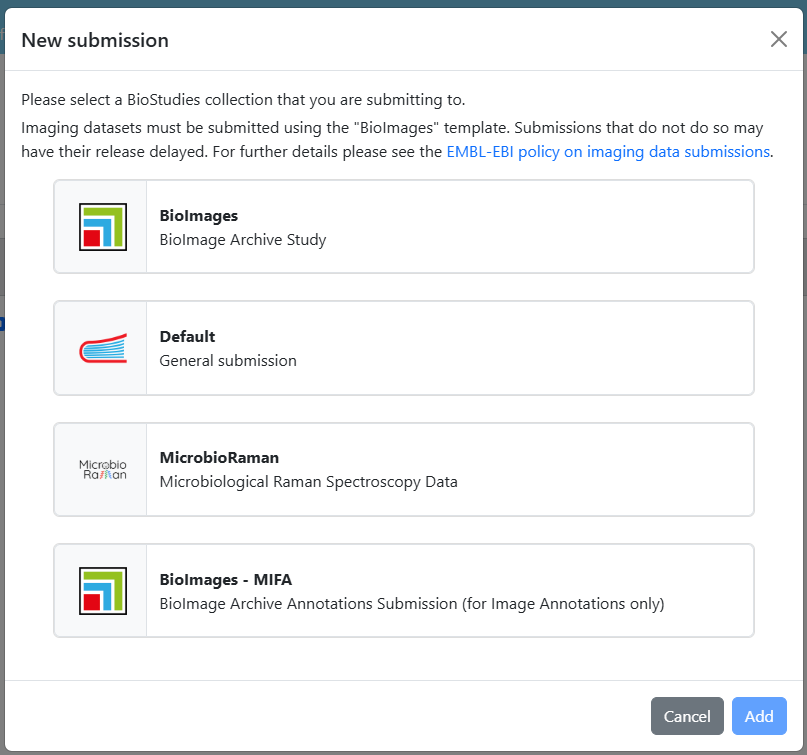 New submission
Please select a BioStudies collection that you are submitting to.
Imaging datasets must be submitted using the "BioImages" template. Submissions that do not do so may
have their release delayed. For further details please see the EMBL-EBI policy on imaging data submissions.
BioImages
BioImage Archive Study
Default
General submission
Microbio
Raman
MicrobioRaman
Microbiological Raman Spectroscopy Data
BioImages - MIFA
BioImage Archive Annotations Submission (for Image Annotations only)
Cancel
Add